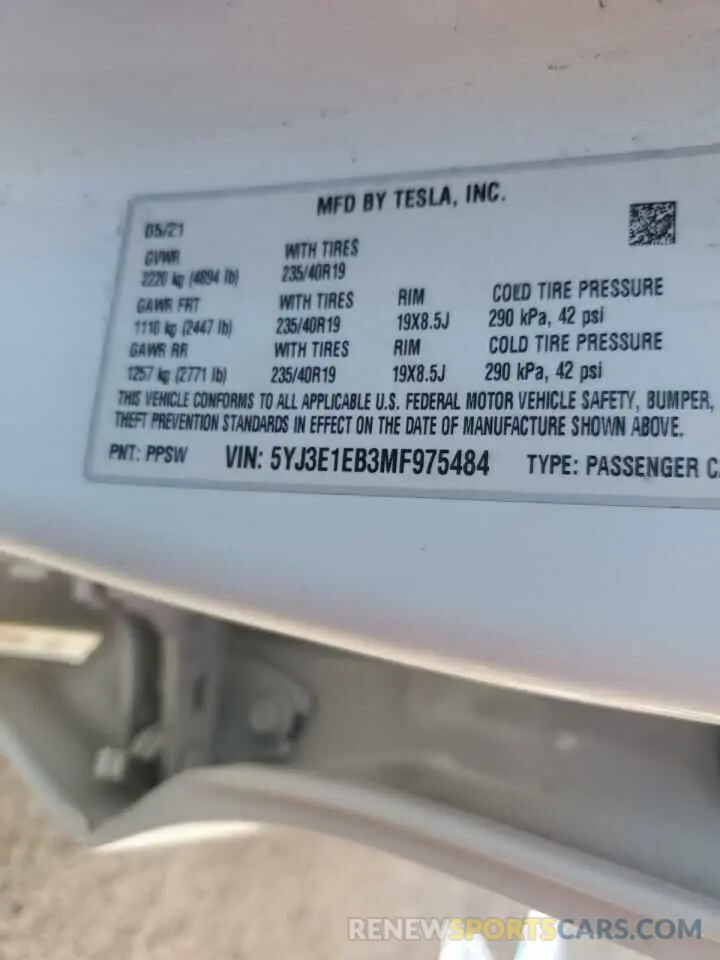 MFD BY TESLA, INC.
05/21
GVWR WITH TIRES
2220 kg (4894 lb) 235/40R19
GAWR FRT WITH TIRES RIM COLD TIRE PRESSURE
1110 kg (2447 lb) 235/40R19 19X8.5J 290 kPa, 42 psi
GAWR RR WITH TIRES RIM COLD TIRE PRESSURE
1257 kg (2771 lb) 235/40R19 19X8.5J 290 kPa, 42 psi
THIS VEHICLE CONFORMS TO ALL APPLICABLE U.S. FEDERAL MOTOR VEHICLE SAFETY, BUMPER,
THEFT PREVENTION STANDARDS IN EFFECT ON THE DATE OF MANUFACTURE SHOWN ABOVE.
PNT: PPSW VIN: 5YJ3E1EB3MF975484 TYPE: PASSENGER C
RENEWSPORTSCARS.COM